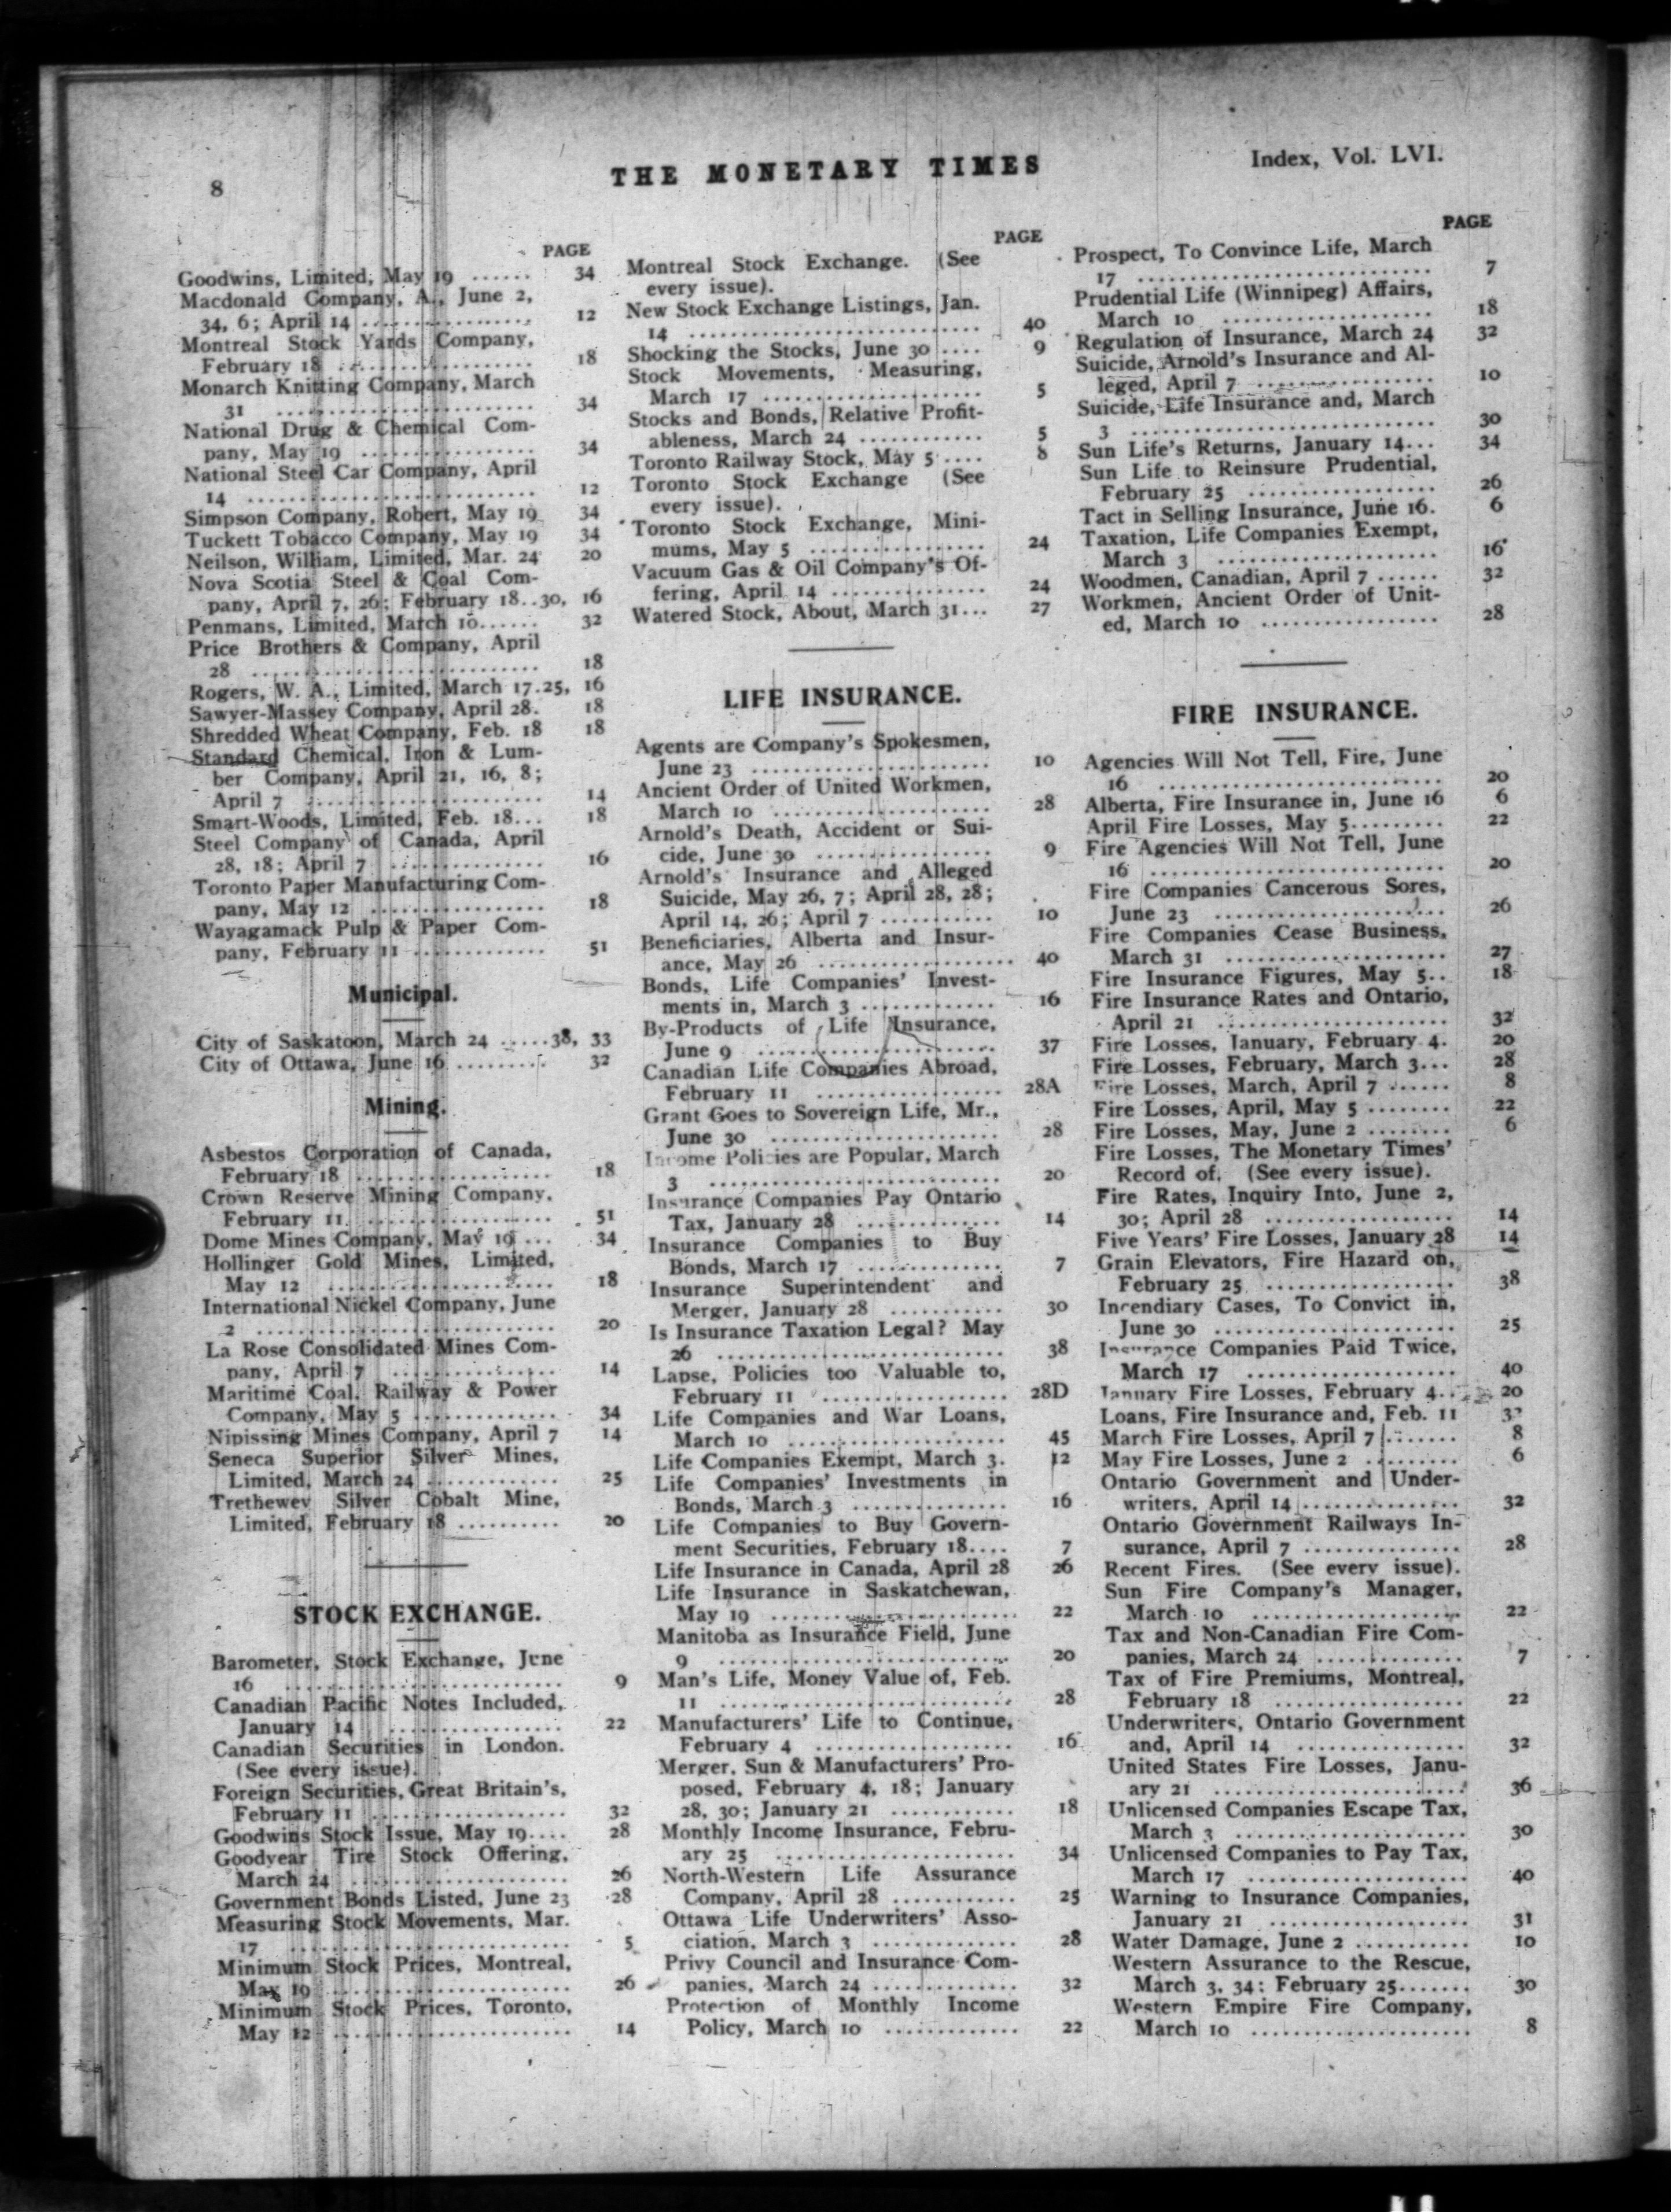 8
THE MONETARY TIMES
Index, Vol. LVI.
PAGE
Goodwins, Limited, May 19 ...... 34
Macdonald Company, A., June 2,
34, 6; April 14 ................ 12
Montreal Stock Yards Company,
February 18 .................. 18
Monarch Knitting Company, March
31 .......................... 34
National Drug & Chemical Com-
pany, May 19 ................ 34
National Steel Car Company, April
14 ............................ 12
Simpson Company, Robert, May 19 34
Tuckett Tobacco Company, May 19 34
Neilson, William, Limited, Mar. 24 20
Nova Scotia Steel & Coal Com-
pany, April 7, 26; February 18..30, 16
Penmans, Limited, March 10...... 32
Price Brothers & Company, April
28 ............................ 18
Rogers, W. A., Limited, March 17.25, 16
Sawyer-Massey Company, April 28. 18
Shredded Wheat Company, Feb. 18 18
Standard Chemical, Iron & Lum-
ber Company, April 21, 16, 8;
April 7 ........................ 14
Smart-Woods, Limited, Feb. 18... 18
Steel Company of Canada, April
28, 18; April 7 ............... 16
Toronto Paper Manufacturing Com-
pany, May 12 ................. 18
Wayagamack Pulp & Paper Com-
pany, February 11 ............. 51
Municipal.
City of Saskatoon, March 24 .....38, 33
City of Ottawa, June 16 ......... 32
Mining.
Asbestos Corporation of Canada,
February 18 ................... 18
Crown Reserve Mining Company,
February 11. .................. 51
Dome Mines Company, May 19 ... 34
Hollinger Gold Mines, Limited,
May 12 ...................... 18
International Nickel Company, June
2 .............................. 20
La Rose Consolidated Mines Com-
pany, April 7 ................ 14
Maritime Coal, Railway & Power
Company, May 5 .............. 34
Nipissing Mines Company, April 7 14
Seneca Superior Silver Mines,
Limited, March 24 ............. 25
Trethewey Silver Cobalt Mine,
Limited, February 18 .......... 20
STOCK EXCHANGE.
Barometer, Stock Exchange, June
16 ........................... 9
Canadian Pacific Notes Included,
January 14 ................... 22
Canadian Securities in London.
(See every issue).
Foreign Securities, Great Britain's,
February 11 ................... 32
Goodwins Stock Issue, May 19.... 28
Goodyear Tire Stock Offering,
March 24 ..................... 26
Government Bonds Listed, June 23 28
Measuring Stock Movements, Mar.
17 ............................ 5
Minimum Stock Prices, Montreal,
May 19 ....................... 26
Minimum Stock Prices, Toronto,
May 12 ....................... 14
PAGE
Montreal Stock Exchange. (See
every issue).
New Stock Exchange Listings, Jan.
14 ............................ 40
Shocking the Stocks, June 30 .... 9
Stock Movements, Measuring,
March 17 ..................... 5
Stocks and Bonds, Relative Profit-
ableness, March 24 ............ 5
Toronto Railway Stock, May 5 .... 8
Toronto Stock Exchange (See
every issue).
Toronto Stock Exchange, Mini-
mums, May 5 ................. 24
Vacuum Gas & Oil Company's Of-
fering, April 14 ............... 24
Watered Stock, About, March 31... 27
LIFE INSURANCE.
Agents are Company's Spokesmen,
June 23 ....................... 10
Ancient Order of United Workmen,
March 10 ..................... 28
Arnold's Death, Accident or Sui-
cide, June 30 ................. 9
Arnold's Insurance and Alleged
Suicide, May 26, 7; April 28, 28;
April 14, 26; April 7 ........... 10
Beneficiaries, Alberta and Insur-
ance, May 26 .................. 40
Bonds, Life Companies' Invest-
ments in, March 3 ............. 16
By-Products of Life Insurance,
June 9 ....................... 37
Canadian Life Companies Abroad,
February 11 .................. 28A
Grant Goes to Sovereign Life, Mr.,
June 30 ...................... 28
Income Policies are Popular, March
3 ............................. 20
Insurance Companies Pay Ontario
Tax, January 28 .............. 14
Insurance Companies to Buy
Bonds, March 17 .............. 7
Insurance Superintendent and
Merger, January 28 ........... 30
Is Insurance Taxation Legal? May
26 ............................ 38
Lapse, Policies too Valuable to,
February 11 .................. 28D
Life Companies and War Loans,
March 10 ..................... 45
Life Companies Exempt, March 3. 12
Life Companies' Investments in
Bonds, March 3 ............... 16
Life Companies to Buy Govern-
ment Securities, February 18.... 7
Life Insurance in Canada, April 28 26
Life Insurance in Saskatchewan,
May 19 ....................... 22
Manitoba as Insurance Field, June
9 ............................. 20
Man's Life, Money Value of, Feb.
11 ............................ 28
Manufacturers' Life to Continue,
February 4 ................... 16
Merger, Sun & Manufacturers' Pro-
posed, February 4, 18; January
28, 30; January 21 ............ 18
Monthly Income Insurance, Febru-
ary 25 ....................... 34
North-Western Life Assurance
Company, April 28 ............ 25
Ottawa Life Underwriters' Asso-
ciation, March 3 .............. 28
Privy Council and Insurance Com-
panies, March 24 .............. 32
Protection of Monthly Income
Policy, March 10 ............. 22
PAGE
Prospect, To Convince Life, March
17 ............................ 7
Prudential Life (Winnipeg) Affairs,
March 10 ..................... 18
Regulation of Insurance, March 24 32
Suicide, Arnold's Insurance and Al-
leged, April 7 ................. 10
Suicide, Life Insurance and, March
3 ............................. 30
Sun Life's Returns, January 14... 34
Sun Life to Reinsure Prudential,
February 25 .................. 26
Tact in Selling Insurance, June 16. 6
Taxation, Life Companies Exempt,
March 3 ...................... 16
Woodmen, Canadian, April 7 ...... 32
Workmen, Ancient Order of Unit-
ed, March 10 ................. 28
FIRE INSURANCE.
Agencies Will Not Tell, Fire, June
16 ............................ 20
Alberta, Fire Insurance in, June 16 6
April Fire Losses, May 5......... 22
Fire Agencies Will Not Tell, June
16 ............................ 20
Fire Companies Cancerous Sores,
June 23 ...................... 26
Fire Companies Cease Business,
March 31 ..................... 27
Fire Insurance Figures, May 5.. 18
Fire Insurance Rates and Ontario,
April 21 ...................... 32
Fire Losses, January, February 4. 20
Fire Losses, February, March 3... 28
Fire Losses, March, April 7 ...... 8
Fire Losses, April, May 5 ........ 22
Fire Losses, May, June 2 ........ 6
Fire Losses, The Monetary Times'
Record of. (See every issue).
Fire Rates, Inquiry Into, June 2,
30; April 28 .................. 14
Five Years' Fire Losses, January 28 14
Grain Elevators, Fire Hazard on,
February 25 .................. 38
Incendiary Cases, To Convict in,
June 30 ....................... 25
Insurance Companies Paid Twice,
March 17 ..................... 40
January Fire Losses, February 4.. 20
Loans, Fire Insurance and, Feb. 11
March Fire Losses, April 7 ....... 8
May Fire Losses, June 2 ......... 6
Ontario Government and Under-
writers, April 14 ............... 32
Ontario Government Railways In-
surance, April 7 ............... 28
Recent Fires. (See every issue).
Sun Fire Company's Manager,
March 10 .................... 22
Tax and Non-Canadian Fire Com-
panies, March 24 .............. 7
Tax of Fire Premiums, Montreal,
February 18 .................. 22
Underwriters, Ontario Government
and, April 14 ................ 32
United States Fire Losses, Janu-
ary 21 ........................ 36
Unlicensed Companies Escape Tax,
March 3 ...................... 30
Unlicensed Companies to Pay Tax,
March 17 ..................... 40
Warning to Insurance Companies,
January 21 ................... 31
Water Damage, June 2 ........... 10
Western Assurance to the Rescue,
March 3, 34; February 25....... 30
Western Empire Fire Company,
March 10 ..................... 8